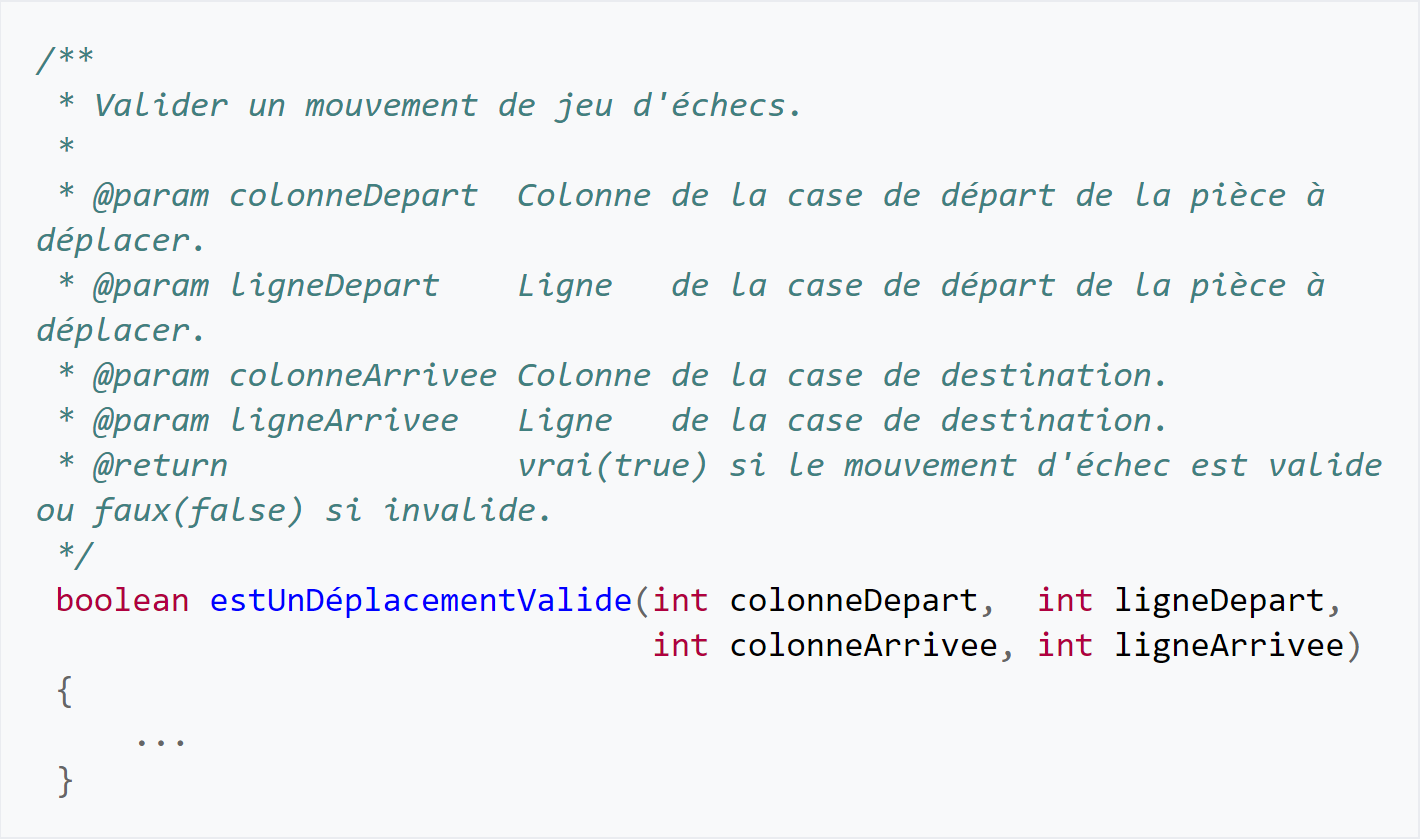 /**
 * Valider un mouvement de jeu d'échecs.
 *
 * @param colonneDepart  Colonne de la case de départ de la pièce à
déplacer.
 * @param ligneDepart    Ligne   de la case de départ de la pièce à
déplacer.
 * @param colonneArrivee Colonne de la case de destination.
 * @param ligneArrivee   Ligne   de la case de destination.
 * @return               vrai(true) si le mouvement d'échec est valide
ou faux(false) si invalide.
 */
 boolean estUnDéplacementValide(int colonneDepart,  int ligneDepart,
                                int colonneArrivee, int ligneArrivee)
 {
     ...
 }